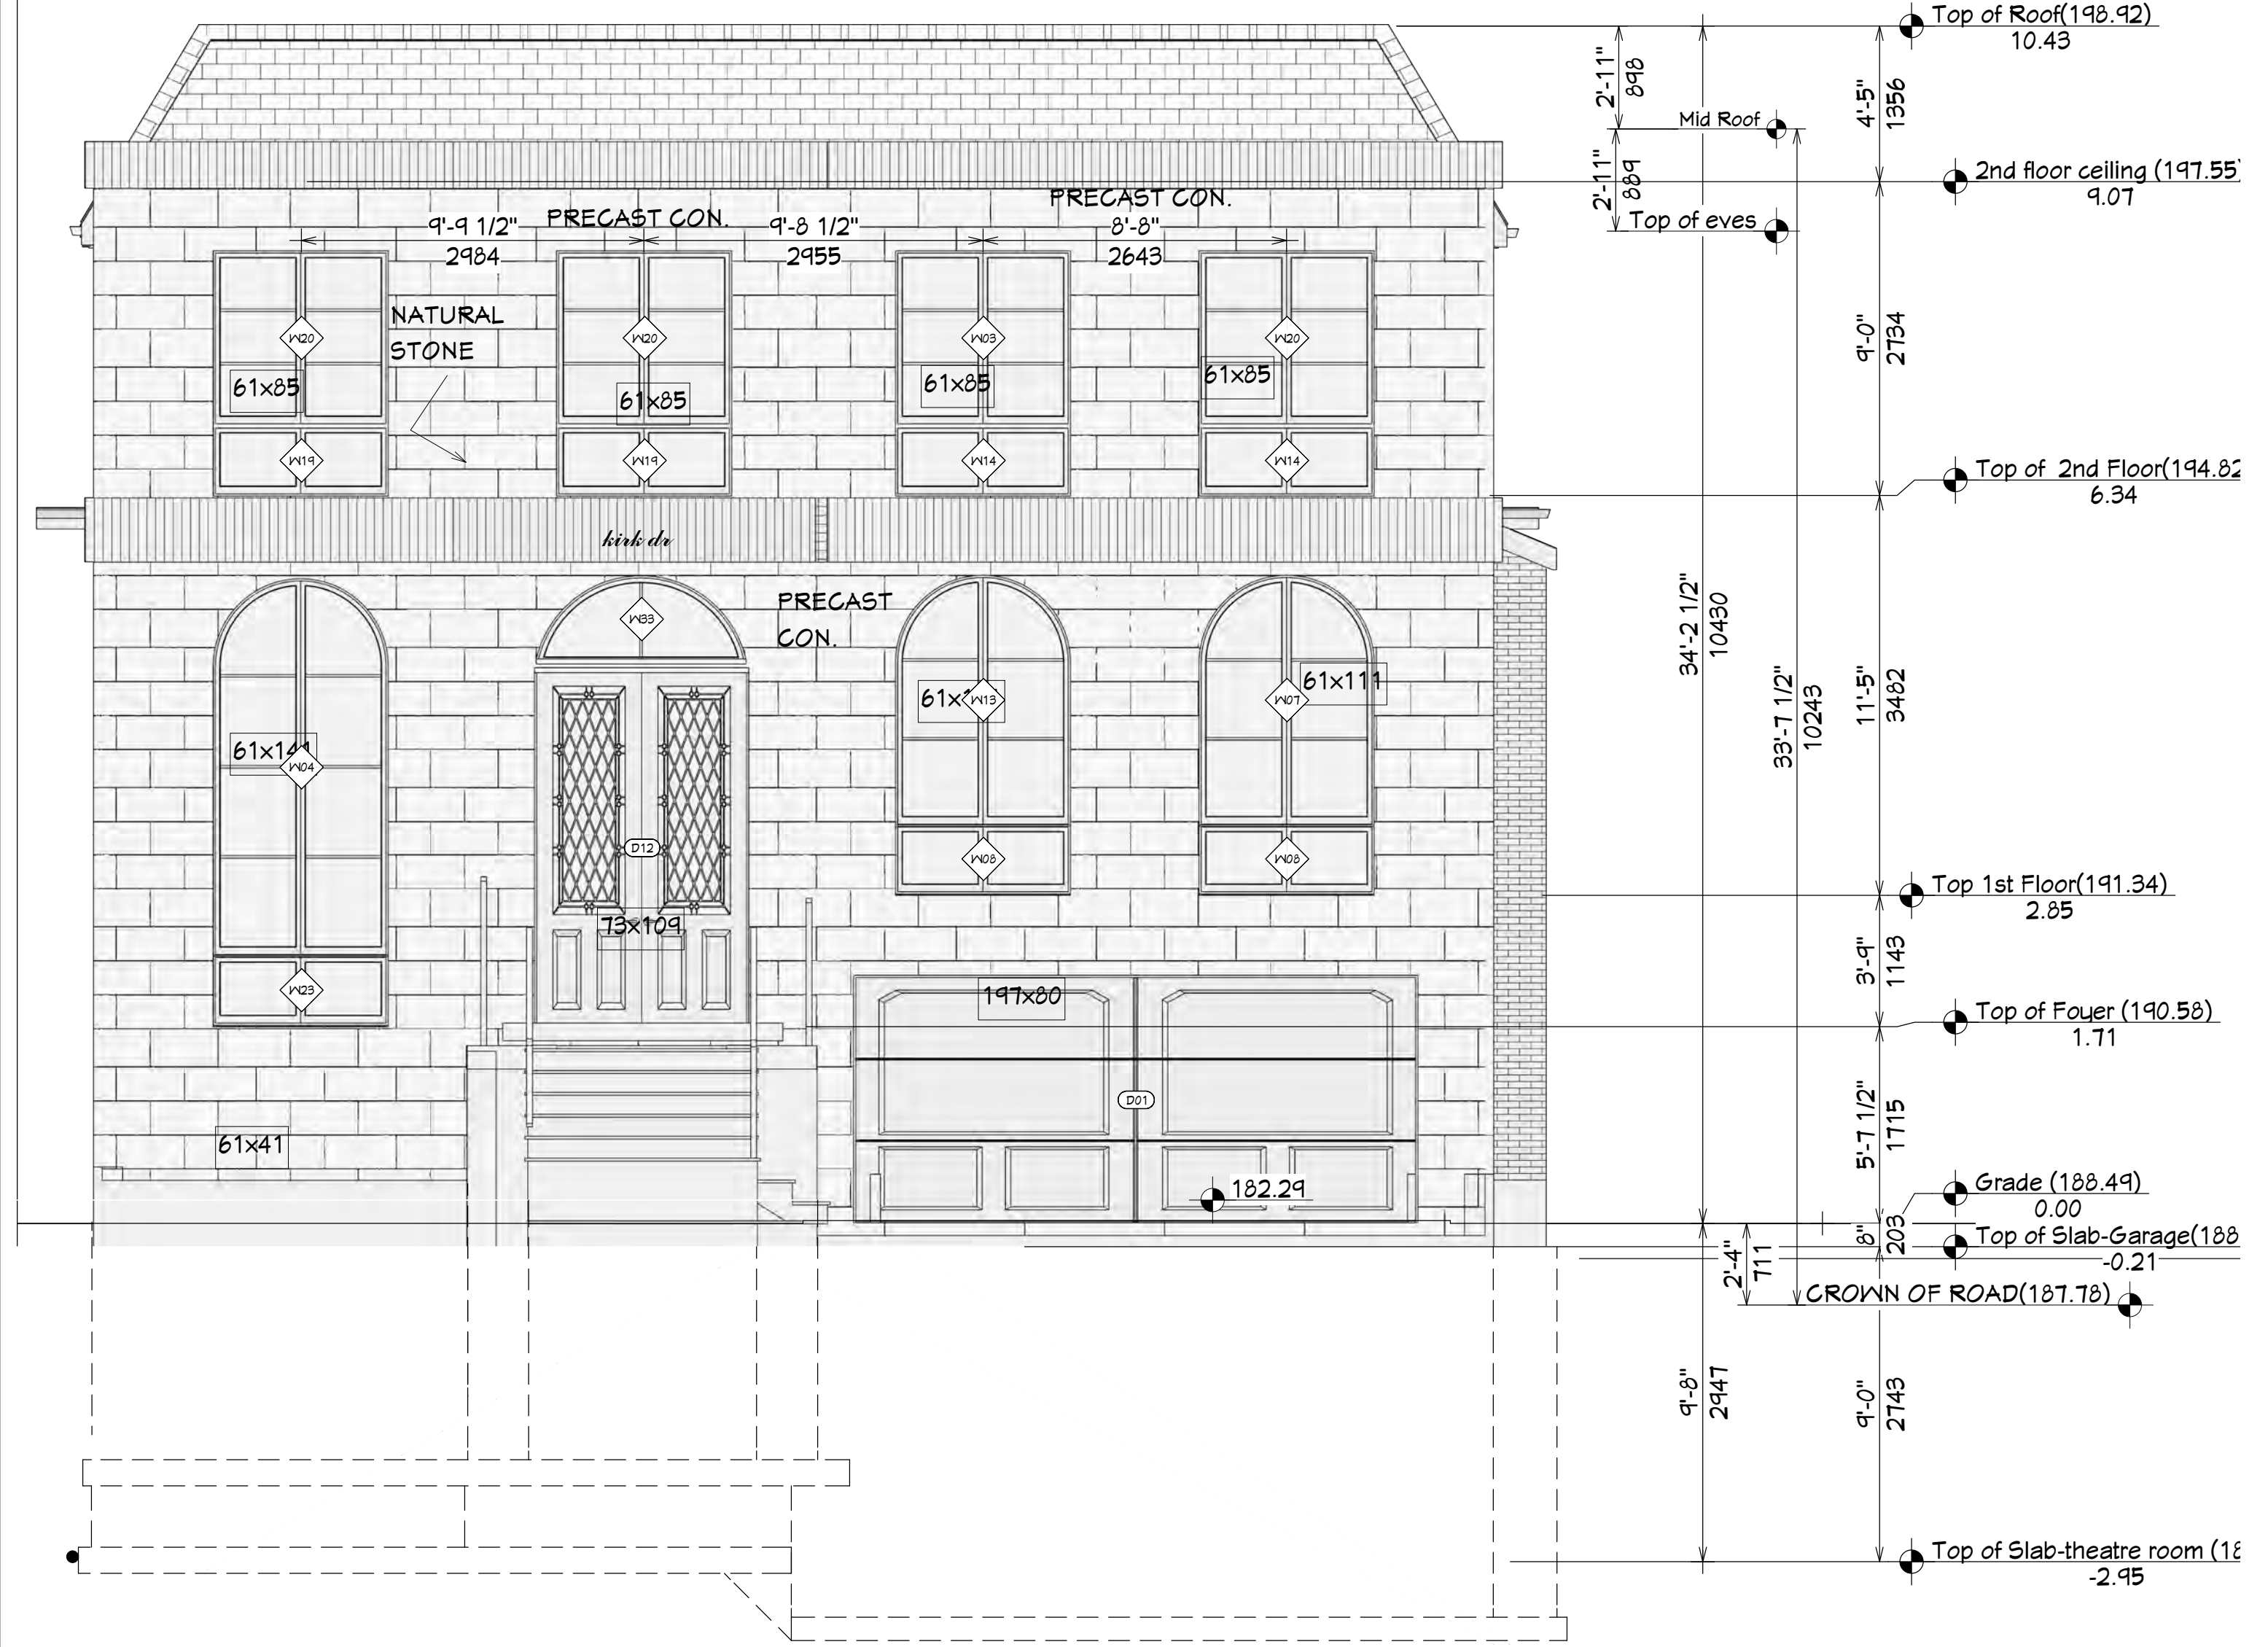 Top of Roof(198.92)
10.43
2'-11"
898
4'-5"
1356
Mid Roof
2'-11"
889
2nd floor ceiling (197.55)
9.07
Top of eves
PRECAST CON.
PRECAST CON.
9'-9 1/2"
2984
9'-8 1/2"
2955
8'-8"
2643
NATURAL
STONE
W20
W20
W03
W20
61x85
61x85
61x85
61x85
9'-0"
2734
W19
W19
W14
W14
Top of 2nd Floor(194.82
6.34
kirk dr
PRECAST
CON.
W33
34'-2 1/2"
10430
33'-7 1/2"
10243
11'-5"
3482
W13
W07
61x111
W04
D12
W08
W08
Top 1st Floor(191.34)
2.85
73x109
3'-9"
1143
W23
197x80
Top of Foyer (190.58)
1.71
D01
61x41
5'-7 1/2"
1715
182.29
Grade (188.49)
0.00
8"
203
Top of Slab-Garage(188
-0.21
2'-4"
711
CROWN OF ROAD(187.78)
9'-8"
2947
9'-0"
2743
Top of Slab-theatre room (18
-2.95